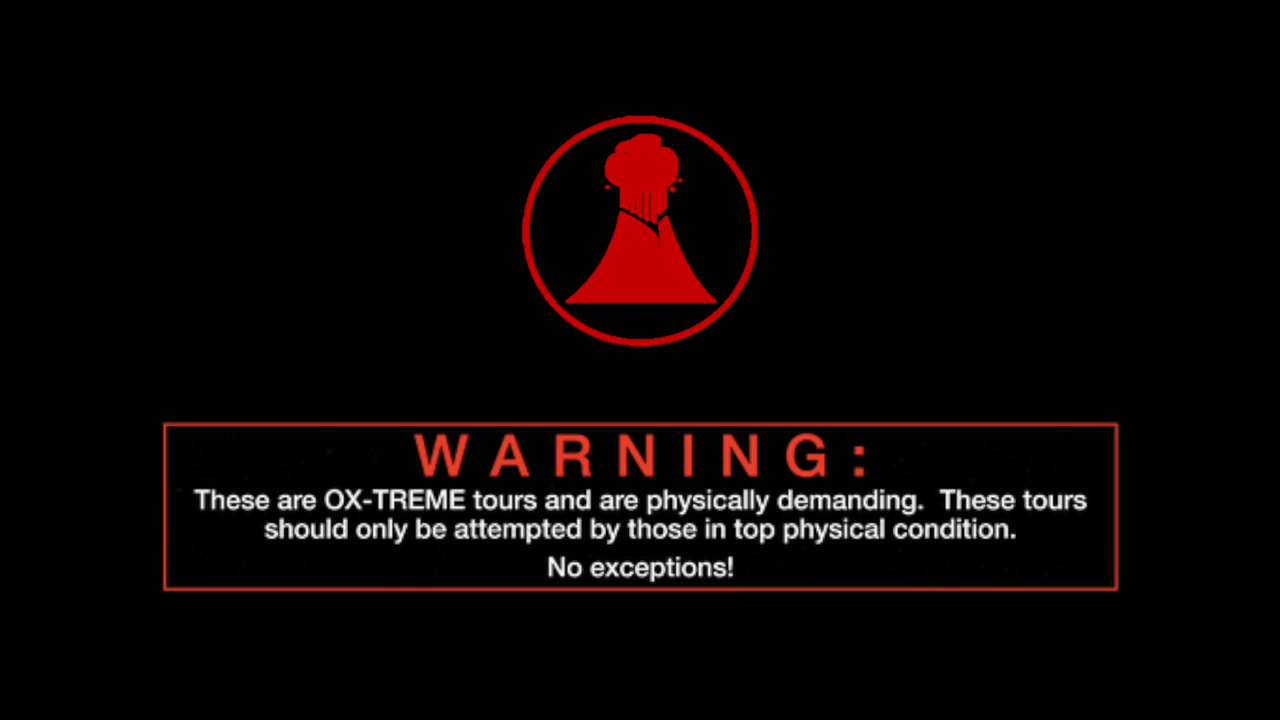 WARNING:
These are OX-TREME tours and are physically demanding.  These tours
should only be attempted by those in top physical condition.
No exceptions!